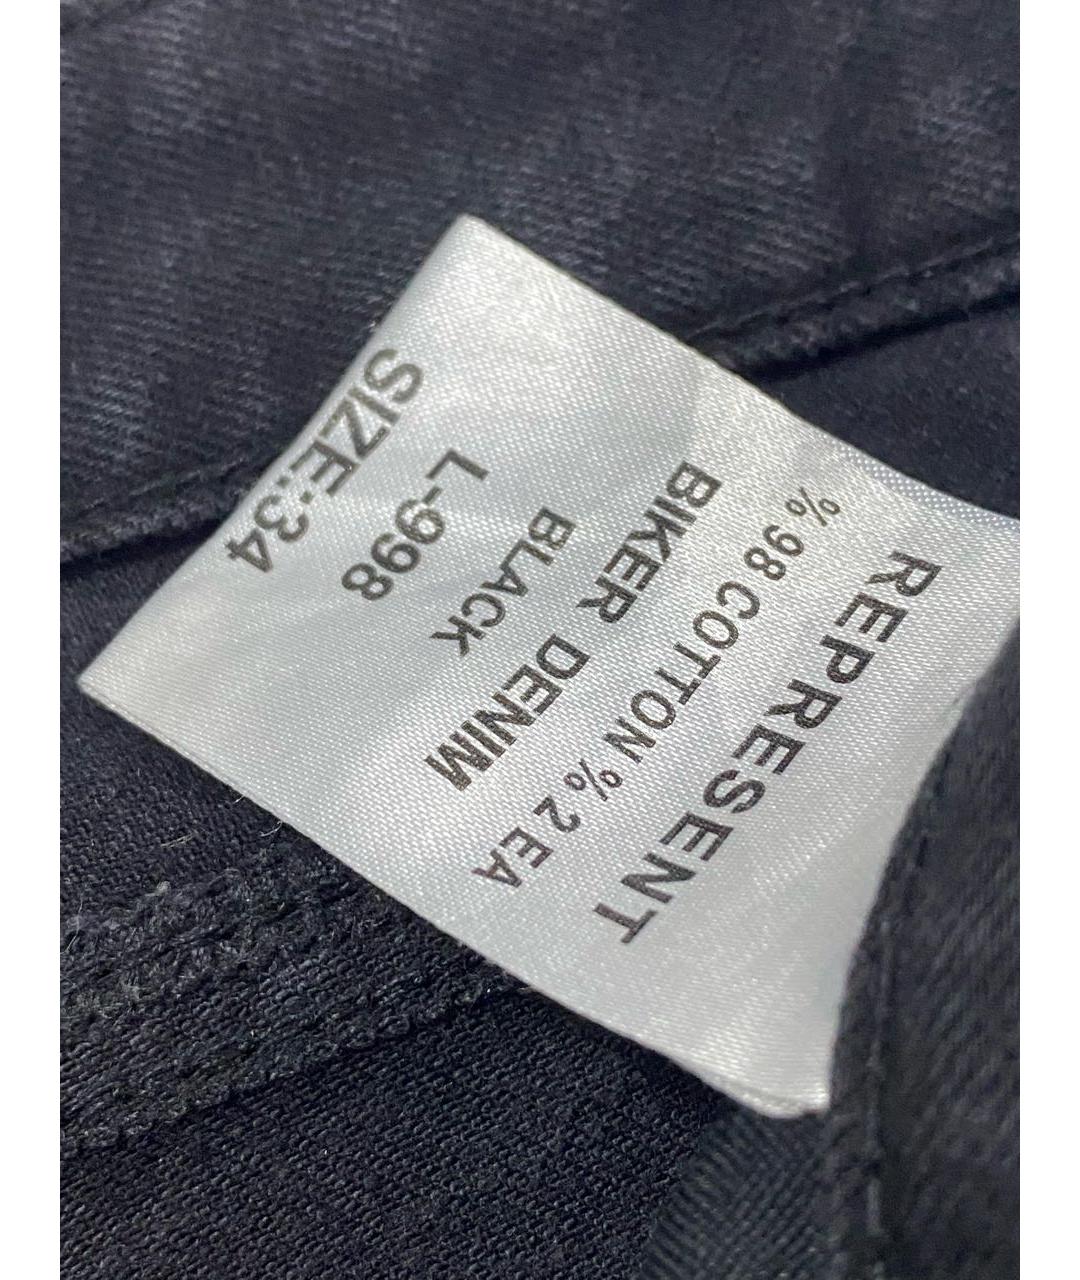 REPRESENT
% 98 COTTON % 2 EA
BIKER DENIM
BLACK
L-998
SIZE:34